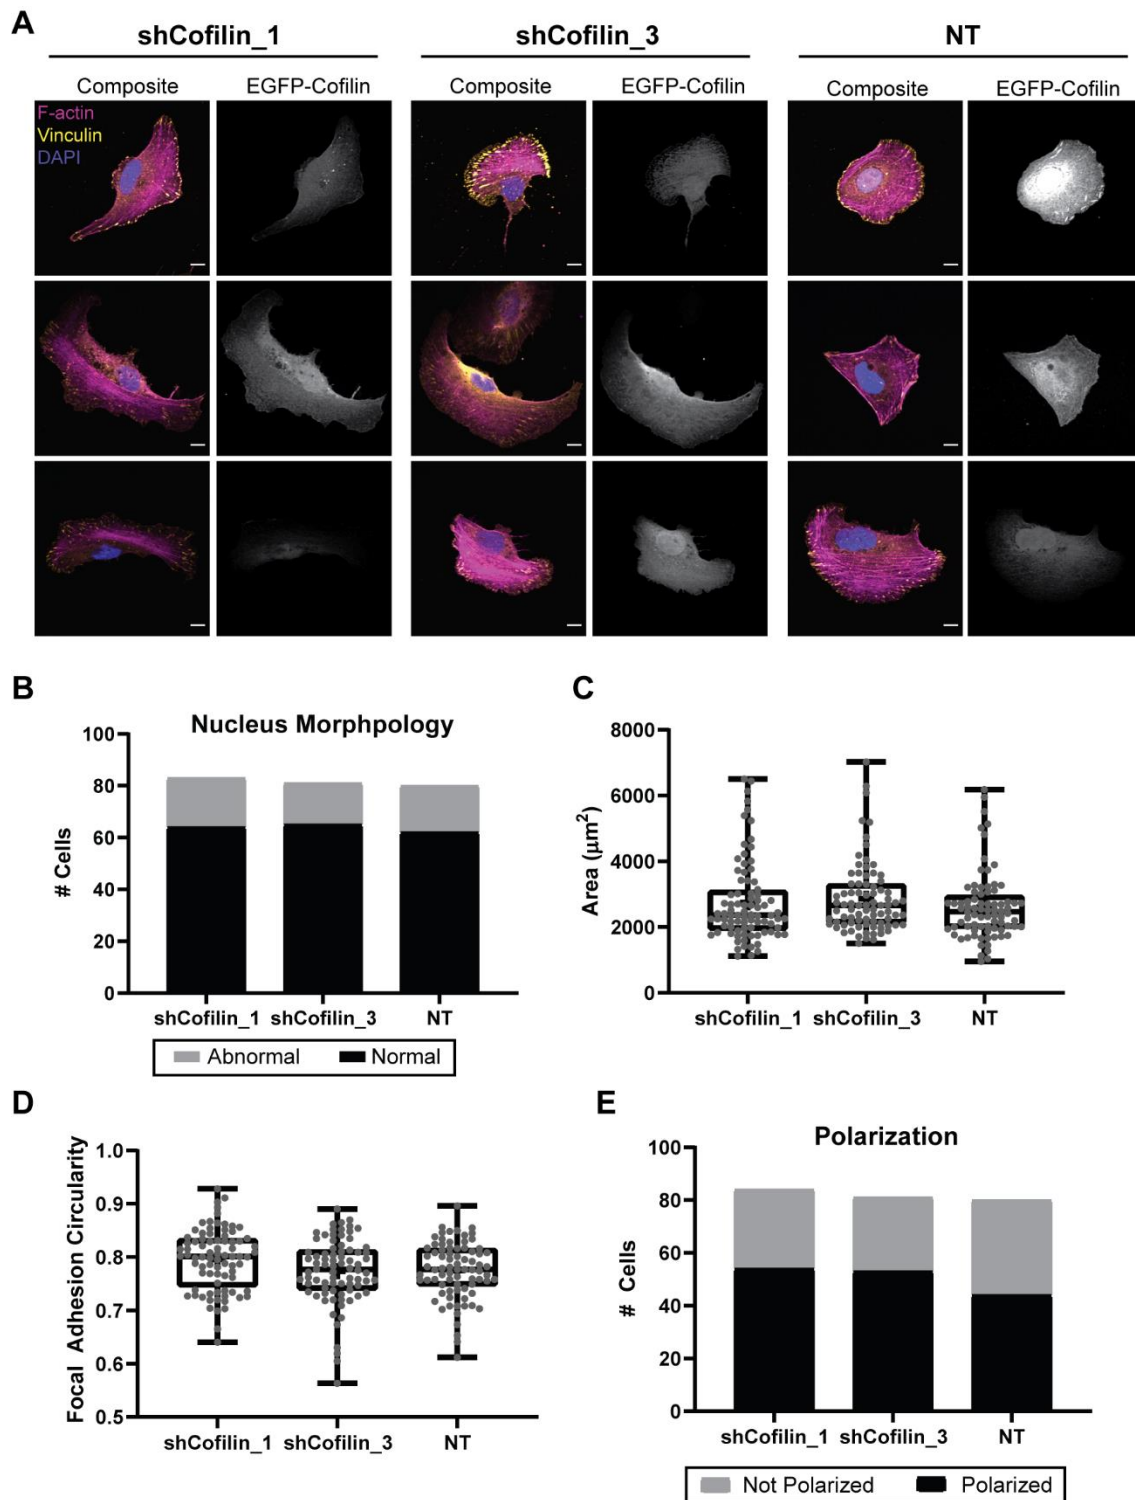 A
shCofilin_1
shCofilin_3
NT
Composite
EGFP-Cofilin
Composite
EGFP-Cofilin
Composite
EGFP-Cofilin
F-actin
Vinculin
DAPI
B
Nucleus Morphpology
100
80
60
40
20
0
# Cells
shCofilin_1
shCofilin_3
NT
Abnormal
Normal
C
8000
6000
4000
2000
0
Area (μm²)
shCofilin_1
shCofilin_3
NT
D
1.0
0.9
0.8
0.7
0.6
0.5
Focal Adhesion Circularity
shCofilin_1
shCofilin_3
NT
E
Polarization
100
80
60
40
20
0
# Cells
shCofilin_1
shCofilin_3
NT
Not Polarized
Polarized